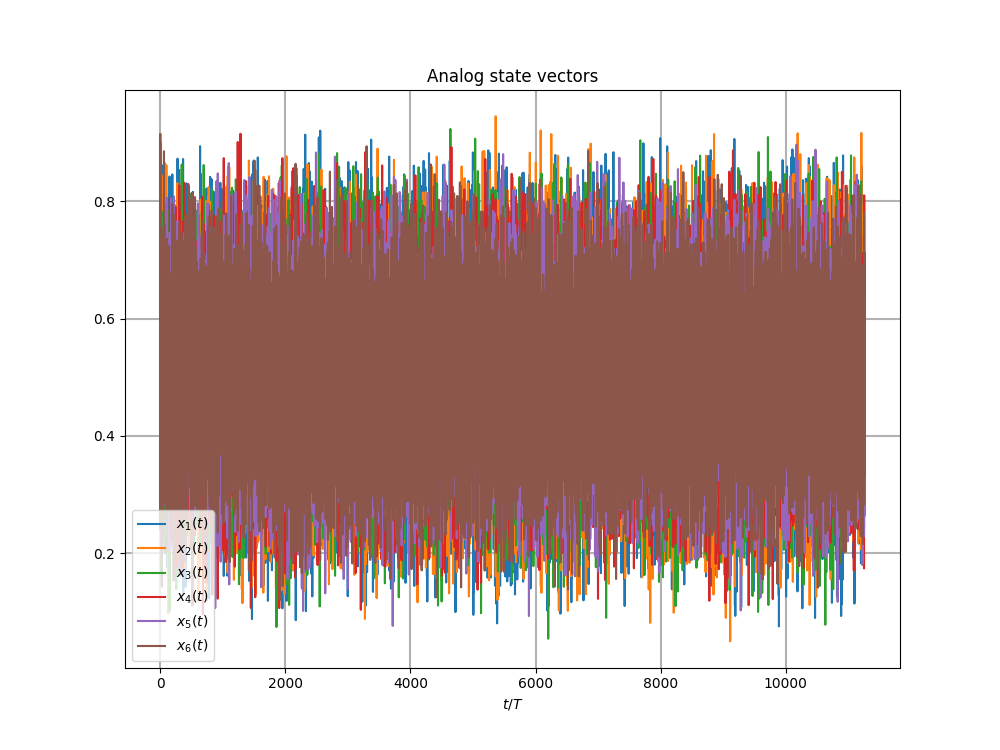 Analog state vectors
0.8
0.6
0.4
0.2
x₁(t)
x₂(t)
x₃(t)
x₄(t)
x₅(t)
x₆(t)
0 2000 4000 6000 8000 10000
t/T